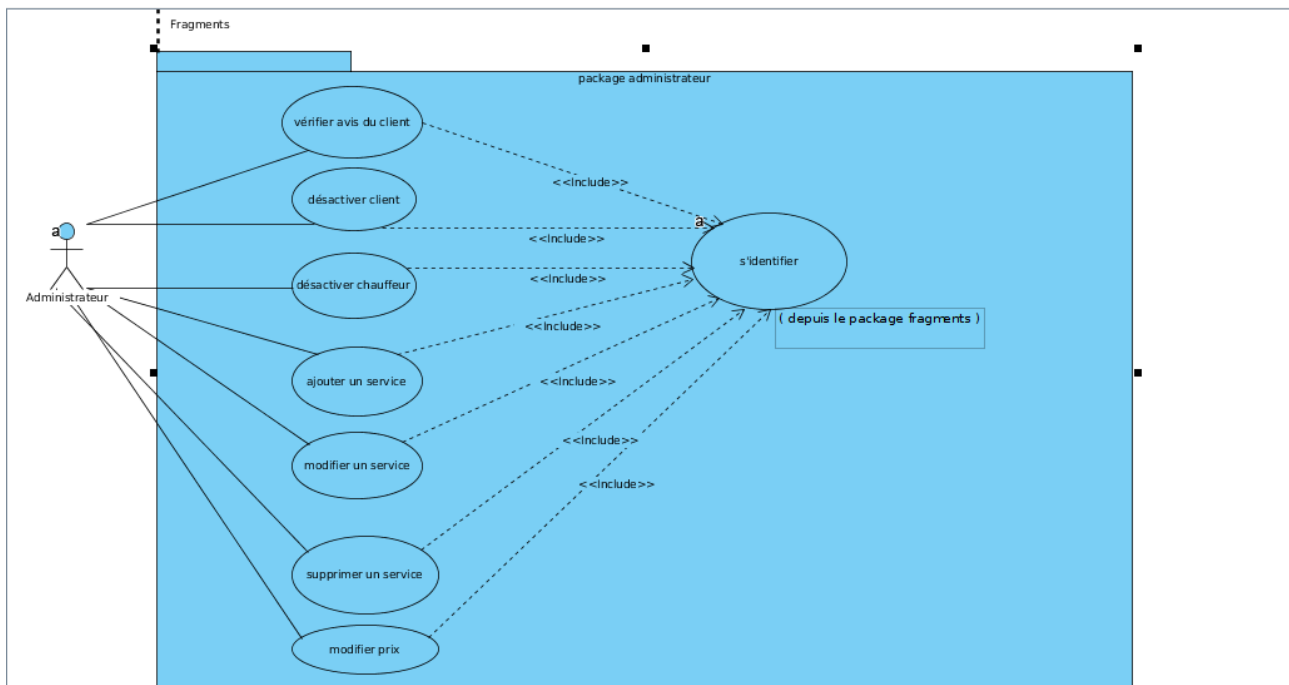 Fragments
package administrateur
vérifier avis du client
<<Include>>
désactiver client
a
a
<<Include>>
s'identifier
<<Include>>
désactiver chauffeur
Administrateur
( depuis le package fragments )
<<Include>>
ajouter un service
<<Include>>
<<Include>>
modifier un service
<<Include>>
supprimer un service
modifier prix